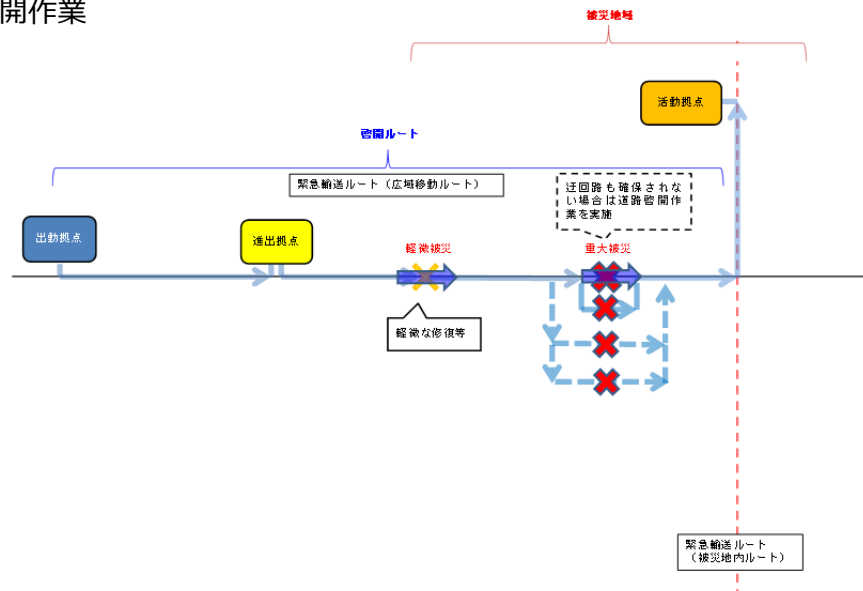 開作業
被災地域
活動拠点
啓開ルート
緊急輸送ルート（広域移動ルート）
迂回路も確保されな
い場合は道路啓開作
業を実施
出動拠点
進出拠点
軽微被災
重大被災
軽微な修復等
緊急輸送ルート
（被災地内ルート）